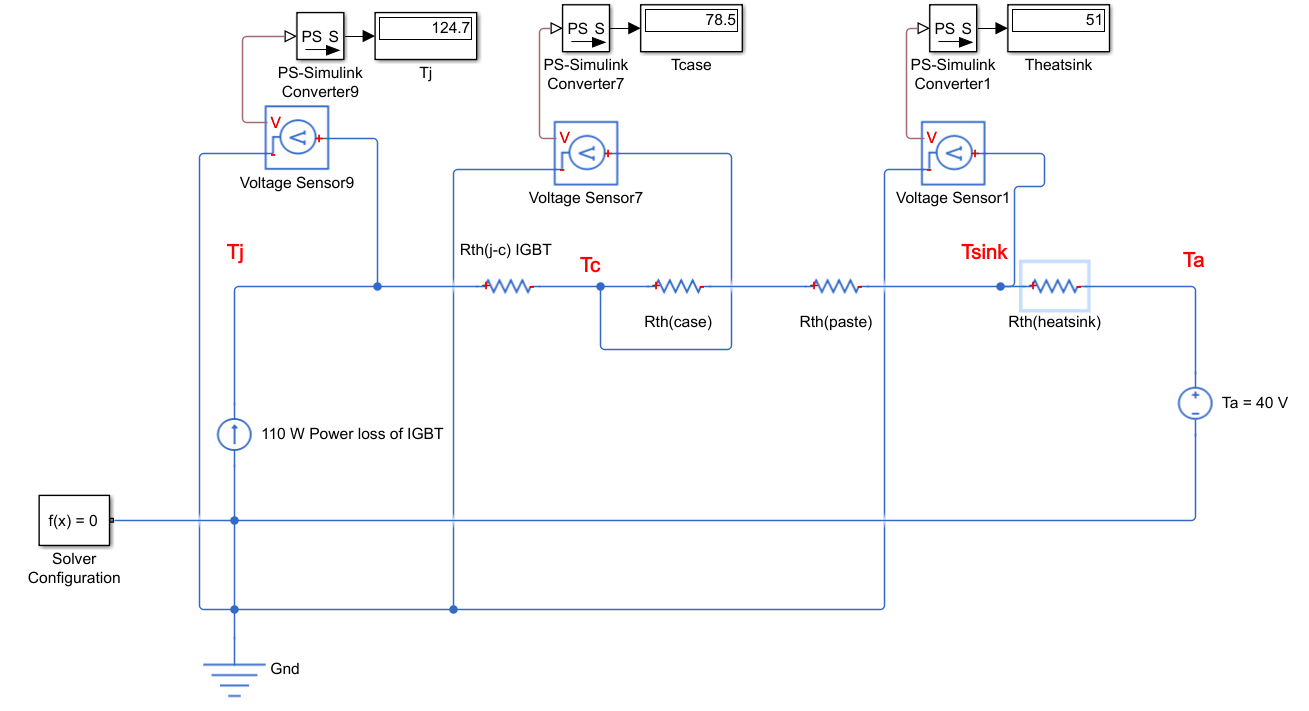 PS S
124.7
PS-Simulink
Converter9
Tj
PS S
78.5
PS-Simulink
Converter7
Tcase
PS S
51
PS-Simulink
Converter1
Theatsink
V
V
+
-
Voltage Sensor9
V
V
+
-
Voltage Sensor7
V
V
+
-
Voltage Sensor1
Tj
Rth(j-c) IGBT
Tc
Tsink
Ta
+ -
+ -
+ -
+ -
Rth(case)
Rth(paste)
Rth(heatsink)
+
-
Ta = 40 V
110 W Power loss of IGBT
f(x) = 0
Solver
Configuration
Gnd